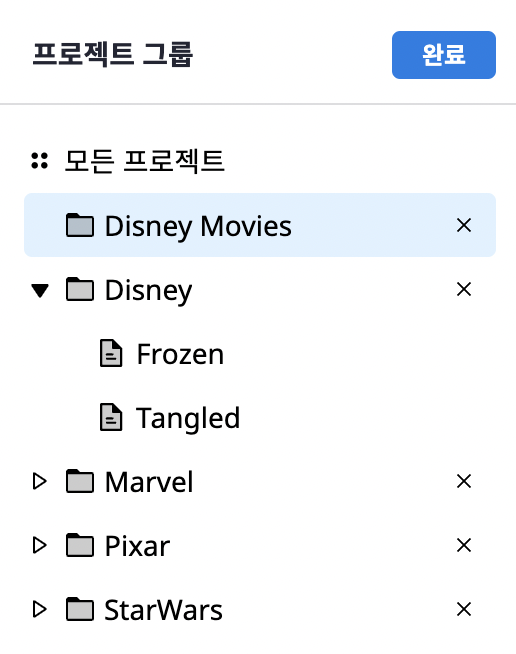 프로젝트 그룹
완료
모든 프로젝트
Disney Movies
Disney
Frozen
Tangled
Marvel
Pixar
StarWars